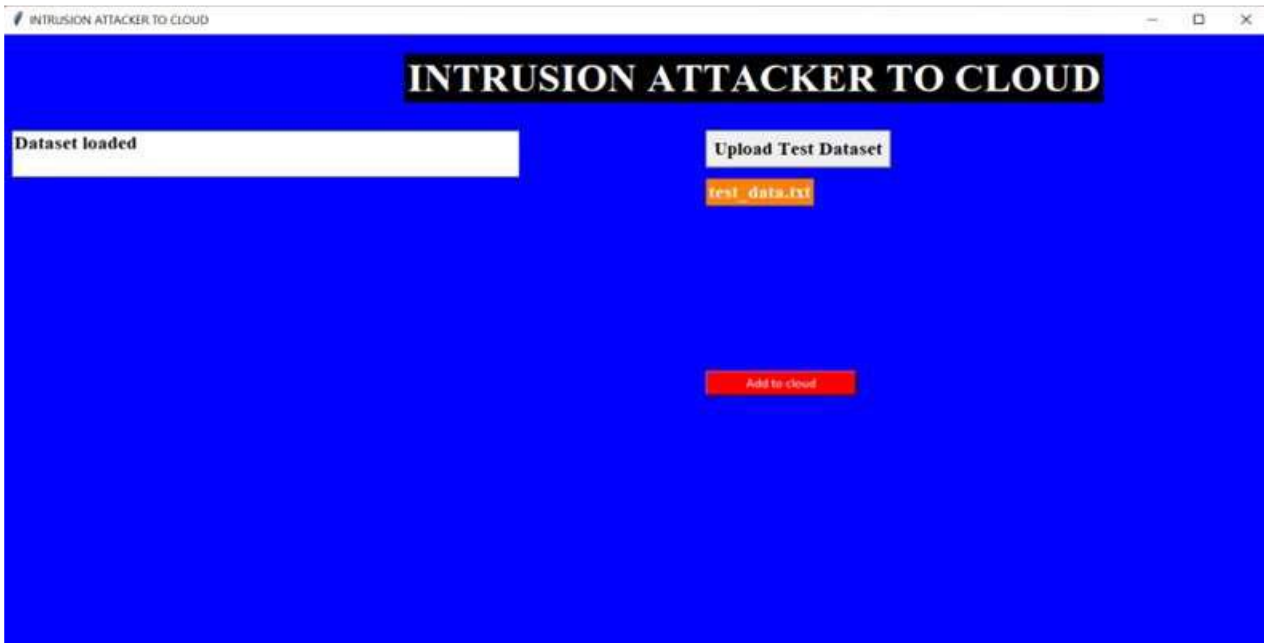 INTRUSION ATTACKER TO CLOUD
INTRUSION ATTACKER TO CLOUD
Dataset loaded
Upload Test Dataset
test_data.txt
Add to cloud